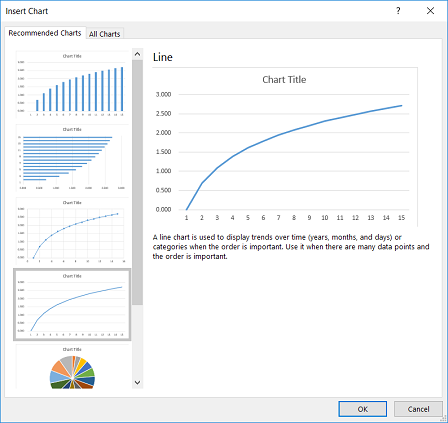 Insert Chart
? ×
Recommended Charts All Charts
Chart Title
Chart Title
Chart Title
Chart Title
Chart Title
Line
Chart Title
3.000
2.500
2.000
1.500
1.000
0.500
0.000
1 2 3 4 5 6 7 8 9 10 11 12 13 14 15
A line chart is used to display trends over time (years, months, and days) or
categories when the order is important. Use it when there are many data points and
the order is important.
OK Cancel